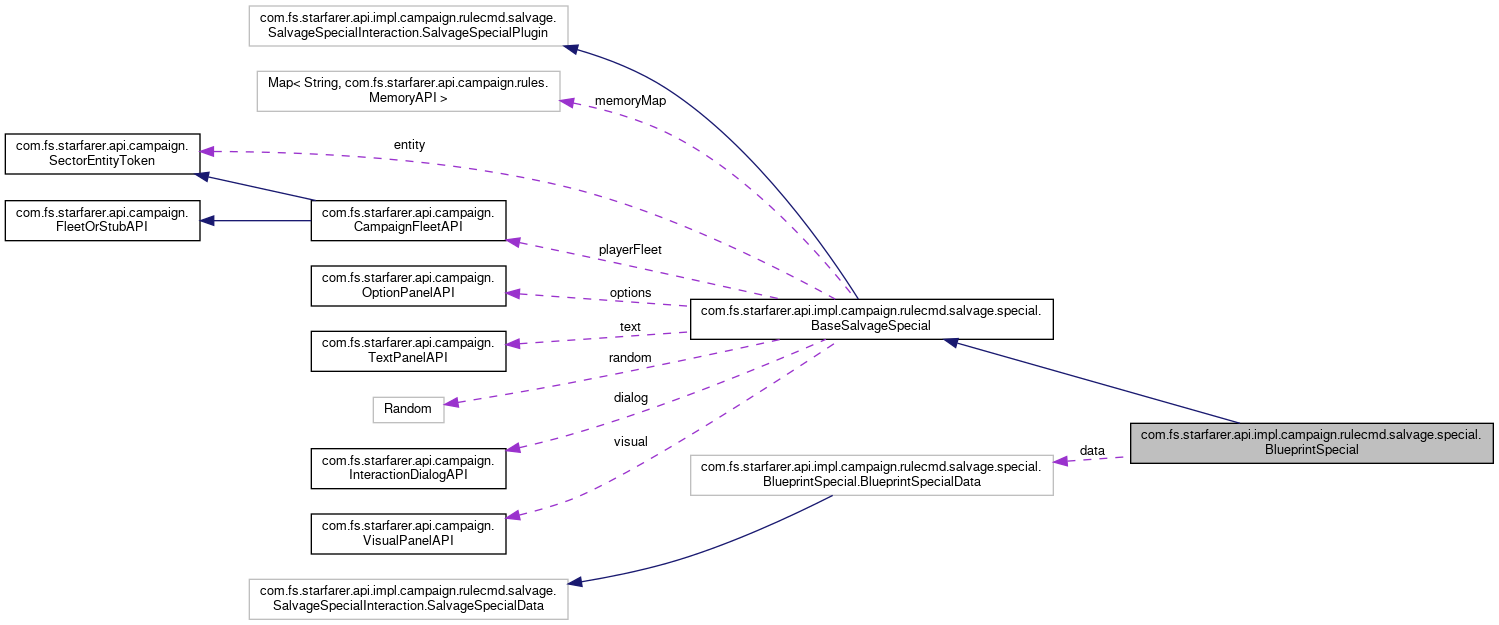 com.fs.starfarer.api.impl.campaign.rulecmd.salvage.
SalvageSpecialInteraction.SalvageSpecialPlugin
Map< String, com.fs.starfarer.api.campaign.rules.
MemoryAPI >
memoryMap
entity
com.fs.starfarer.api.campaign.
SectorEntityToken
com.fs.starfarer.api.campaign.
FleetOrStubAPI
com.fs.starfarer.api.campaign.
CampaignFleetAPI
playerFleet
com.fs.starfarer.api.campaign.
OptionPanelAPI
options
com.fs.starfarer.api.impl.campaign.rulecmd.salvage.special.
BaseSalvageSpecial
text
com.fs.starfarer.api.campaign.
TextPanelAPI
random
Random
dialog
com.fs.starfarer.api.campaign.
InteractionDialogAPI
visual
com.fs.starfarer.api.impl.campaign.rulecmd.salvage.special.
BlueprintSpecial
data
com.fs.starfarer.api.impl.campaign.rulecmd.salvage.special.
BlueprintSpecial.BlueprintSpecialData
com.fs.starfarer.api.campaign.
VisualPanelAPI
com.fs.starfarer.api.impl.campaign.rulecmd.salvage.
SalvageSpecialInteraction.SalvageSpecialData